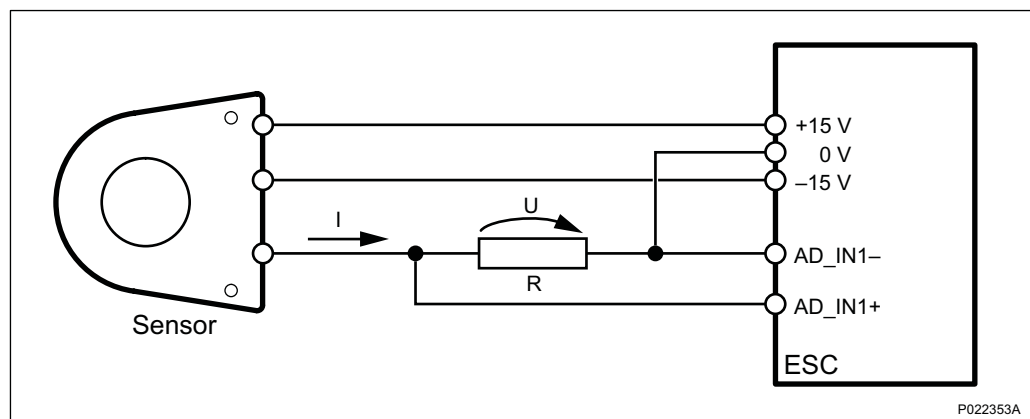 +15 V
0 V
–15 V
I
U
R
AD_IN1–
AD_IN1+
Sensor
ESC
P022353A